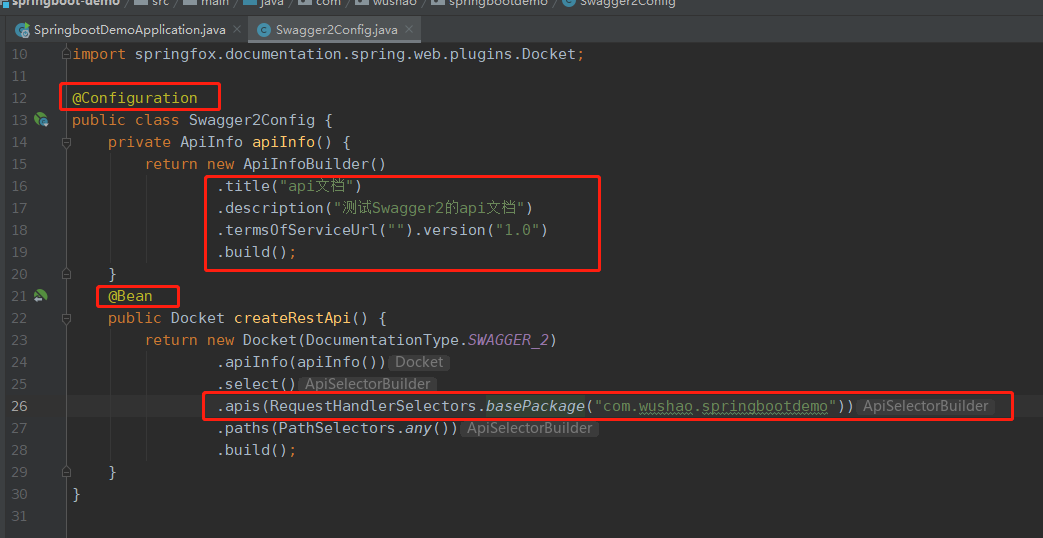 springboot-demo src main java com wushao springbootdemo Swagger2Config
SpringbootDemoApplication.java × Swagger2Config.java ×
10 import springfox.documentation.spring.web.plugins.Docket;
11
12 @Configuration
13 public class Swagger2Config {
14 private ApiInfo apiInfo() {
15 return new ApiInfoBuilder()
16 .title("api文档")
17 .description("测试Swagger2的api文档")
18 .termsOfServiceUrl("").version("1.0")
19 .build();
20 }
21 @Bean
22 public Docket createRestApi() {
23 return new Docket(DocumentationType.SWAGGER_2)
24 .apiInfo(apiInfo()) Docket
25 .select() ApiSelectorBuilder
26 .apis(RequestHandlerSelectors.basePackage("com.wushao.springbootdemo")) ApiSelectorBuilder
27 .paths(PathSelectors.any()) ApiSelectorBuilder
28 .build();
29 }
30 }
31